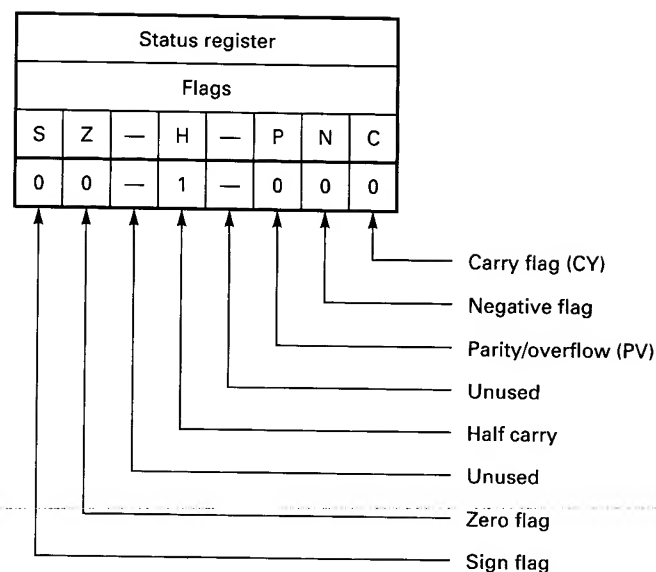 Status register
Flags
S Z — H — P N C
0 0 — 1 — 0 0 0
Carry flag (CY)
Negative flag
Parity/overflow (PV)
Unused
Half carry
Unused
Zero flag
Sign flag